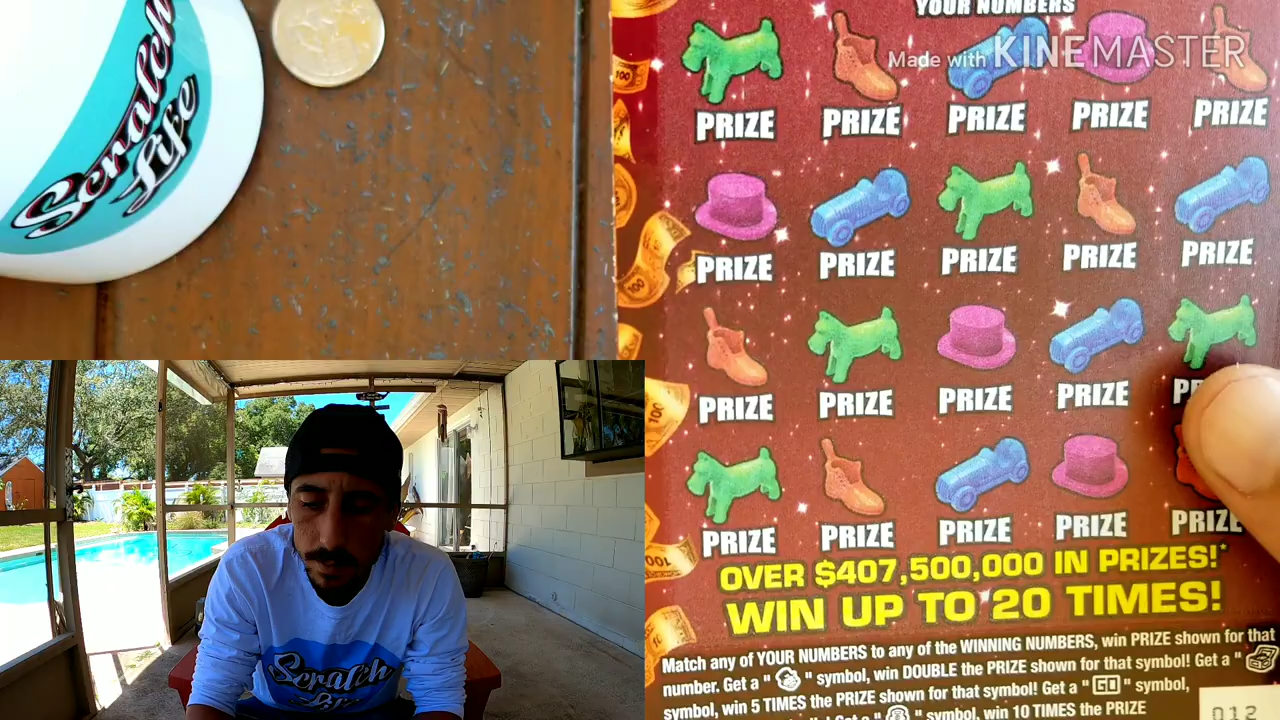 Scratch
Life
YOUR NUMBERS
Made with KINEMASTER
PRIZE PRIZE PRIZE PRIZE PRIZE
PRIZE PRIZE PRIZE PRIZE PRIZE
PRIZE PRIZE PRIZE PRIZE
PRIZE PRIZE PRIZE PRIZE PRIZE
OVER $407,500,000 IN PRIZES!*
WIN UP TO 20 TIMES!
Match any of YOUR NUMBERS to any of the WINNING NUMBERS, win PRIZE shown for that
number. Get a " " symbol, win DOUBLE the PRIZE shown for that symbol! Get a "
symbol, win 5 TIMES the PRIZE shown for that symbol! Get a " GO " symbol,
symbol, win 10 TIMES the PRIZE
012
100
100
100
Scratch
Life